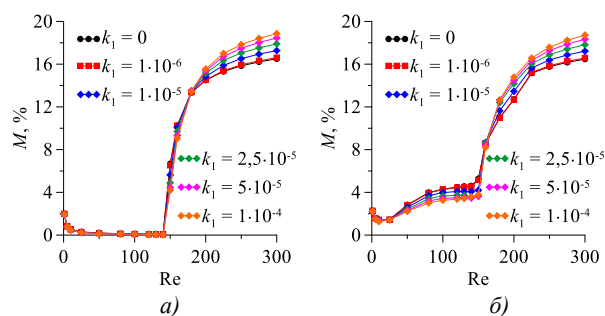 20
16
12
8
4
0
M, %
k₁ = 0
k₁ = 1·10⁻⁶
k₁ = 1·10⁻⁵
k₁ = 2,5·10⁻⁵
k₁ = 5·10⁻⁵
k₁ = 1·10⁻⁴
0 100 200 300
Re
а)
20
16
12
8
4
0
M, %
k₁ = 0
k₁ = 1·10⁻⁶
k₁ = 1·10⁻⁵
k₁ = 2,5·10⁻⁵
k₁ = 5·10⁻⁵
k₁ = 1·10⁻⁴
0 100 200 300
Re
б)